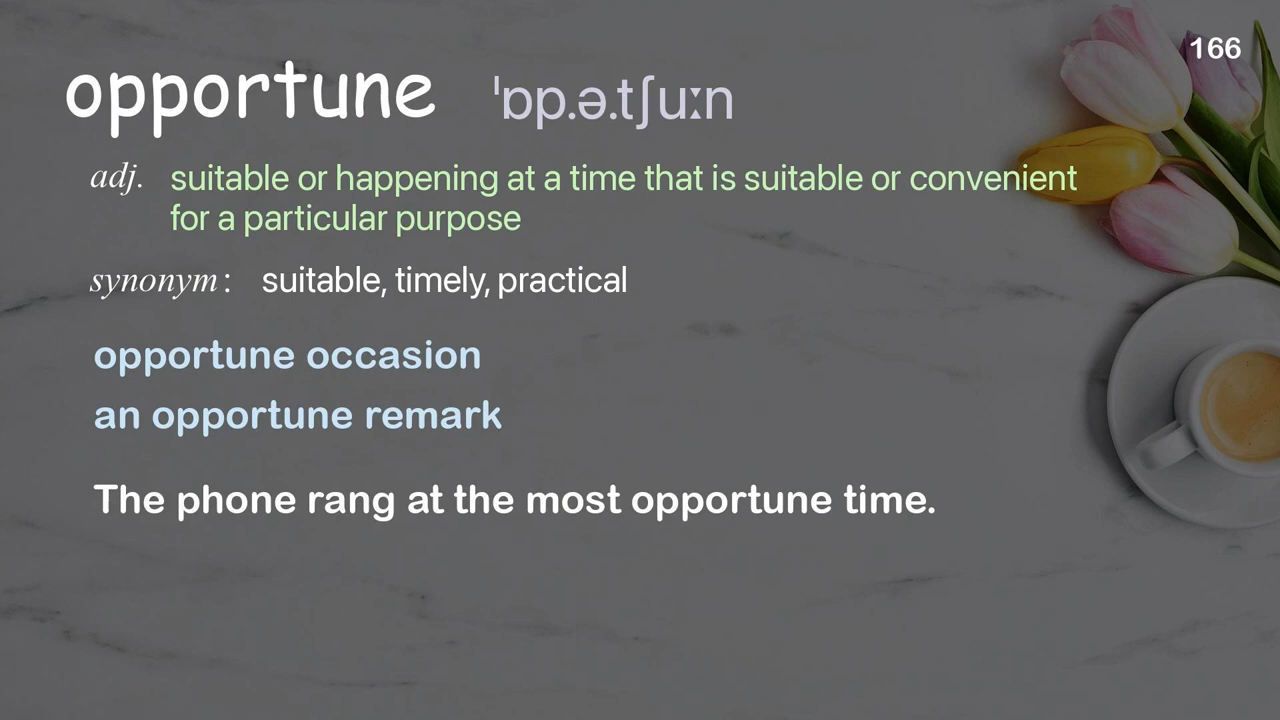 166
opportune ˈɒp.ə.tʃuːn
adj. suitable or happening at a time that is suitable or convenient
for a particular purpose
synonym: suitable, timely, practical
opportune occasion
an opportune remark
The phone rang at the most opportune time.